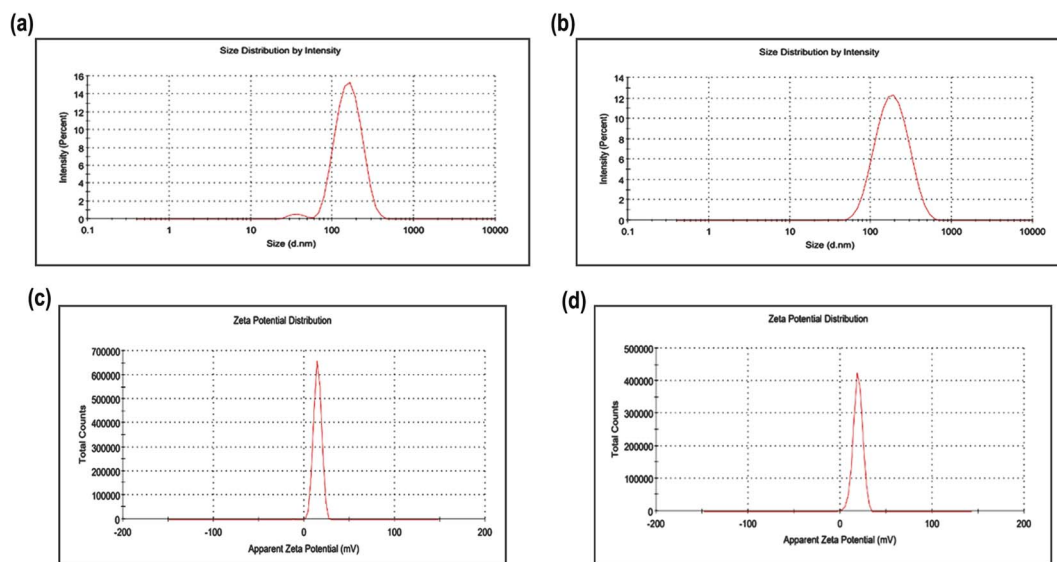 (a)
Size Distribution by Intensity
Intensity (Percent)
16
14
12
10
8
6
4
2
0
0.1 1 10 100 1000 10000
Size (d.nm)
(b)
Size Distribution by Intensity
Intensity (Percent)
14
12
10
8
6
4
2
0
0.1 1 10 100 1000 10000
Size (d.nm)
(c)
Zeta Potential Distribution
Total Counts
700000
600000
500000
400000
300000
200000
100000
0
-200 -100 0 100 200
Apparent Zeta Potential (mV)
(d)
Zeta Potential Distribution
Total Counts
500000
400000
300000
200000
100000
0
-200 -100 0 100 200
Apparent Zeta Potential (mV)